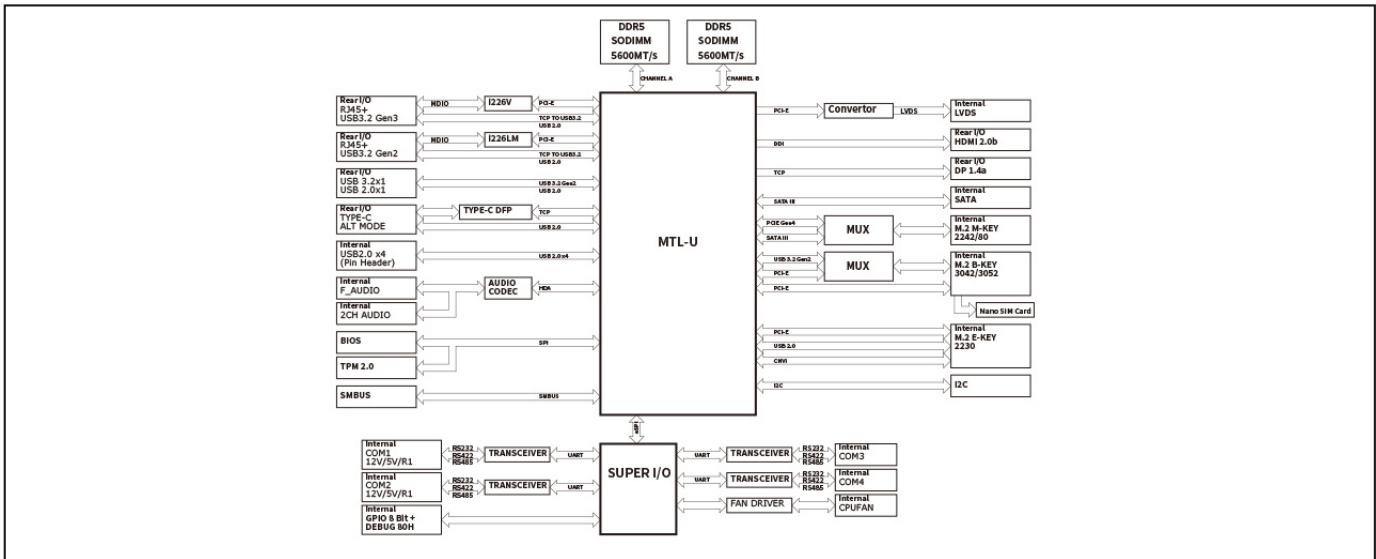 DDR5
SODIMM
5600MT/s
DDR5
SODIMM
5600MT/s
CHANNEL A
CHANNEL B
Rear I/O
RJ45+
USB3.2 Gen3
MDIO
I226V
PCI-E
TCP TO USB3.2
USB 2.0
Rear I/O
RJ45+
USB3.2 Gen2
MDIO
I226LM
PCI-E
TCP TO USB3.2
USB 2.0
Rear I/O
USB 3.2x1
USB 2.0x1
USB 3.2 Gen2
USB 2.0
Rear I/O
TYPE-C
ALT MODE
TYPE-C DFP
TCP
USB 2.0
Internal
USB2.0 x4
(Pin Header)
USB 2.0 x4
Internal
F_AUDIO
AUDIO
CODEC
HDA
Internal
2CH AUDIO
BIOS
SPI
TPM 2.0
SMBUS
SMBUS
MTL-U
PCI-E
Convertor
LVDS
Internal
LVDS
DDI
Rear I/O
HDMI 2.0b
TCP
Rear I/O
DP 1.4a
SATA III
Internal
SATA
PCIE Gen4
SATA III
MUX
Internal
M.2 M-KEY
2242/80
USB 3.2 Gen2
PCI-E
MUX
PCI-E
Internal
M.2 B-KEY
3042/3052
Nano SIM Card
PCI-E
USB 2.0
CNVi
Internal
M.2 E-KEY
2230
I2C
I2C
eSPI
SUPER I/O
Internal
COM1
12V/5V/R1
RS232
RS422
RS485
TRANSCEIVER
UART
Internal
COM2
12V/5V/R1
RS232
RS422
RS485
TRANSCEIVER
UART
Internal
GPIO 8 Bit +
DEBUG 80H
UART
TRANSCEIVER
RS232
RS422
RS485
Internal
COM3
UART
TRANSCEIVER
RS232
RS422
RS485
Internal
COM4
FAN DRIVER
Internal
CPUFAN